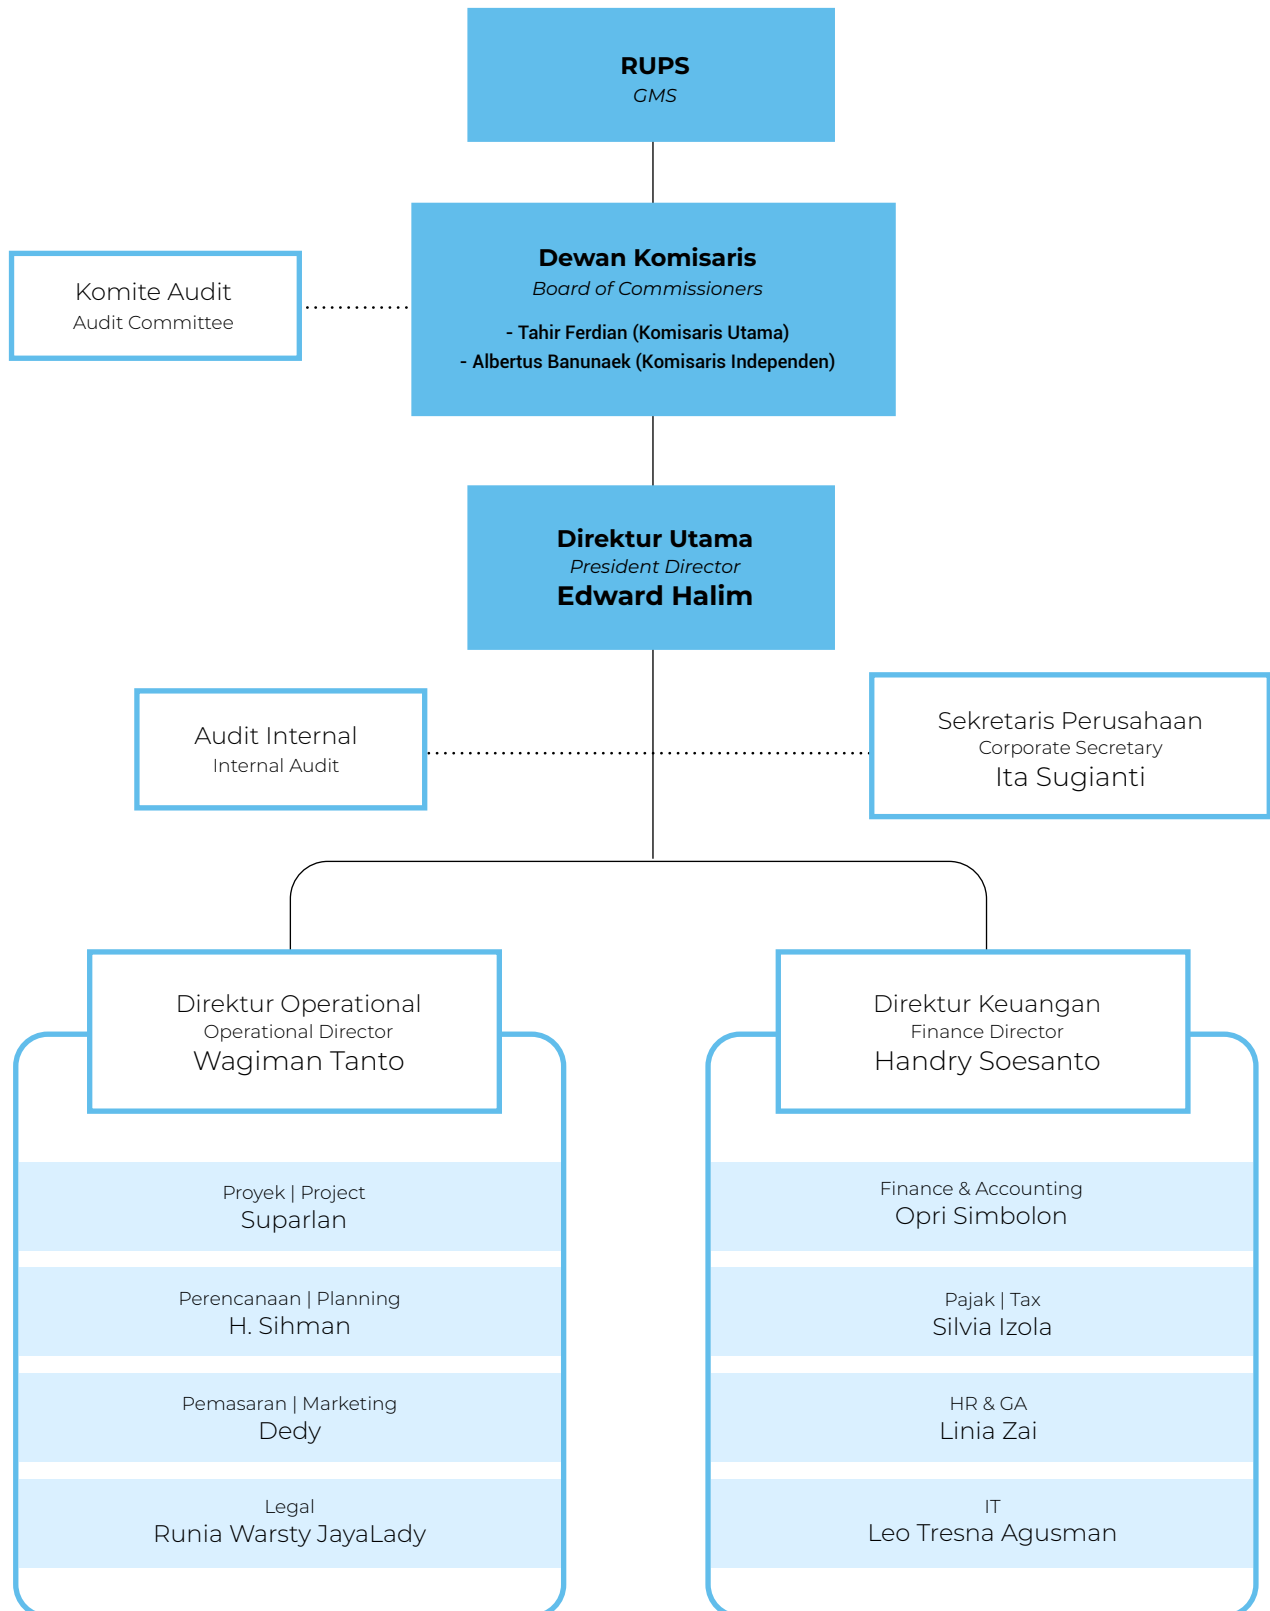 RUPS
GMS
Dewan Komisaris
Board of Commissioners
- Tahir Ferdian (Komisaris Utama)
- Albertus Banunaek (Komisaris Independen)
Komite Audit
Audit Committee
Direktur Utama
President Director
Edward Halim
Audit Internal
Internal Audit
Sekretaris Perusahaan
Corporate Secretary
Ita Sugianti
Direktur Operational
Operational Director
Wagiman Tanto
Proyek | Project
Suparlan
Perencanaan | Planning
H. Sihman
Pemasaran | Marketing
Dedy
Legal
Runia Warsty JayaLady
Direktur Keuangan
Finance Director
Handry Soesanto
Finance & Accounting
Opri Simbolon
Pajak | Tax
Silvia Izola
HR & GA
Linia Zai
IT
Leo Tresna Agusman